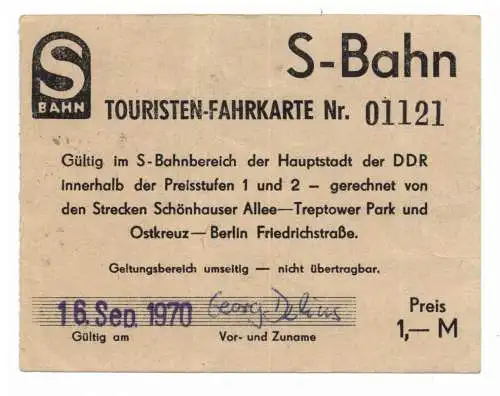 S
BAHN
S-Bahn
TOURISTEN-FAHRKARTE Nr. 01121
Gültig im S-Bahnbereich der Hauptstadt der DDR
innerhalb der Preisstufen 1 und 2 – gerechnet von
den Strecken Schönhauser Allee—Treptower Park und
Ostkreuz—Berlin Friedrichstraße.
Geltungsbereich umseitig — nicht übertragbar.
16. Sep. 1970 Georg Delius
Gültig am Vor- und Zuname
Preis
1,— M